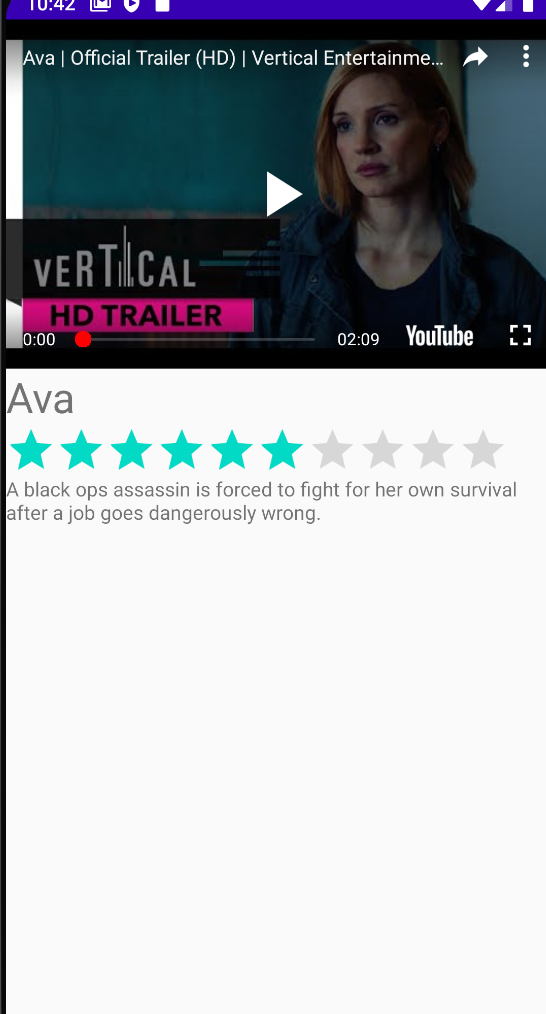 10:42
Ava | Official Trailer (HD) | Vertical Entertainme...
VERTICAL
HD TRAILER
0:00
02:09
YouTube
Ava
A black ops assassin is forced to fight for her own survival
after a job goes dangerously wrong.